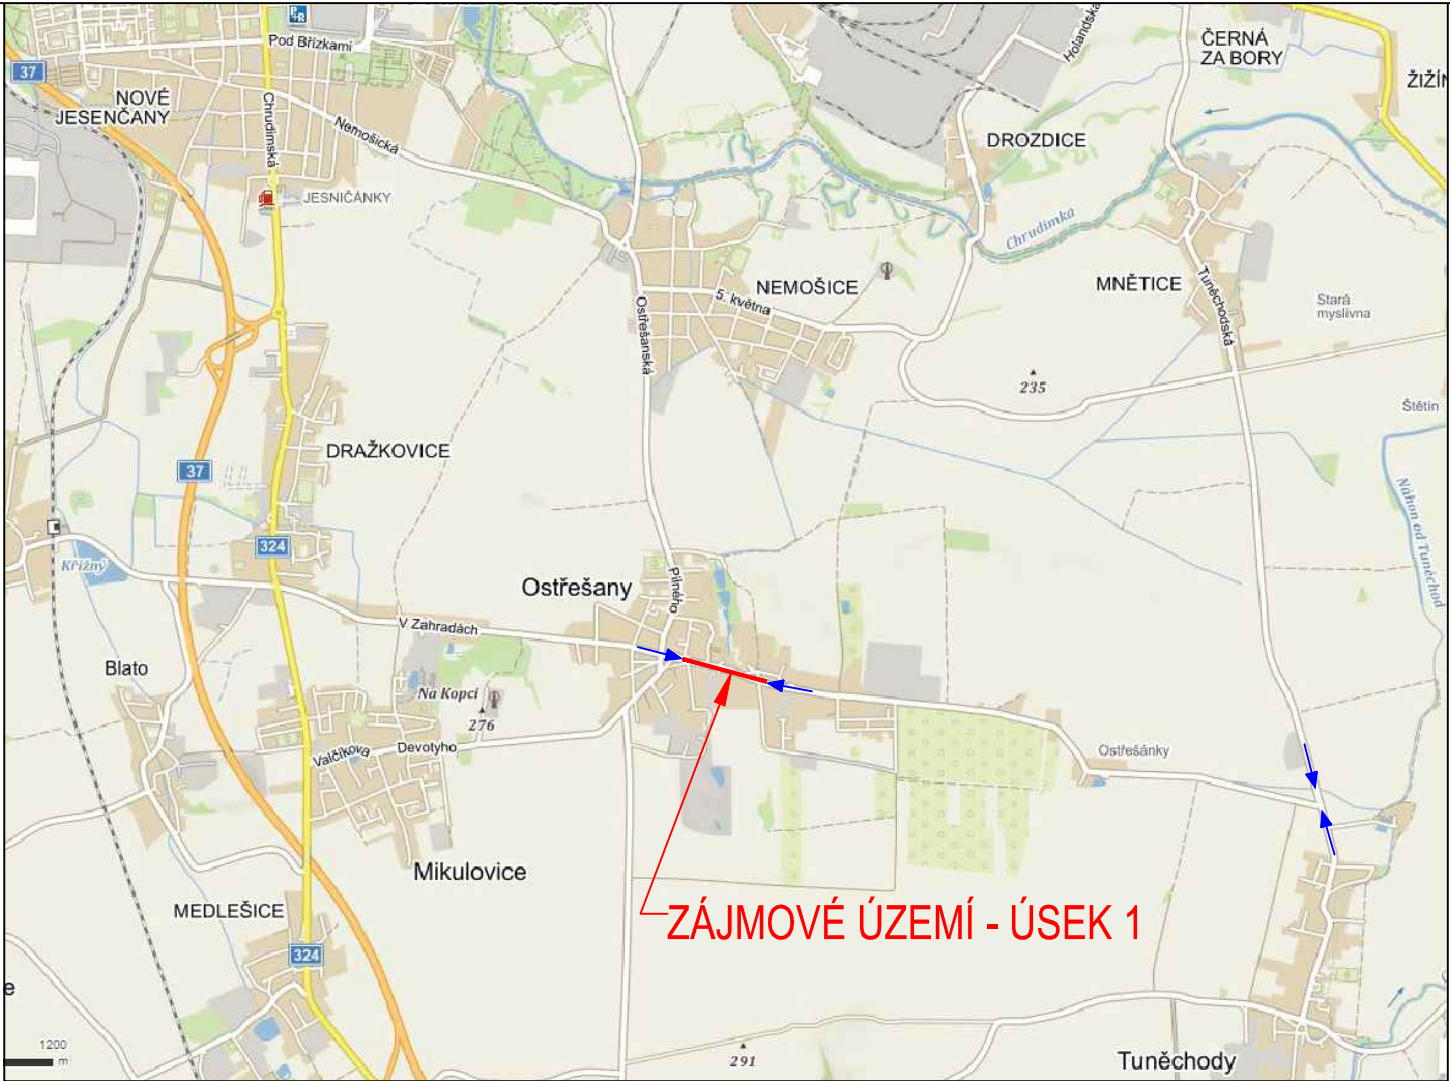 P+R
Pod Břízkami
ČERNÁ
ZA BORY
Holandská
37
ŽIŽÍN
NOVÉ
JESENČANY
Chrudimská
Nemošická
DROZDICE
JESNIČÁNKY
Chrudimka
NEMOŠICE
MNĚTICE
Tuněchodská
5. května
Ostřešanská
Stará
myslivna
235
Štětín
DRAŽKOVICE
37
Náhon od Tuněchod
324
Křižný
Ostřešany
Pilného
V Zahradách
Blato
Na Kopci
276
Valčíkova
Devotyho
Ostřešánky
Mikulovice
MEDLEŠICE
ZÁJMOVÉ ÚZEMÍ - ÚSEK 1
324
e
1200
m
291
Tuněchody